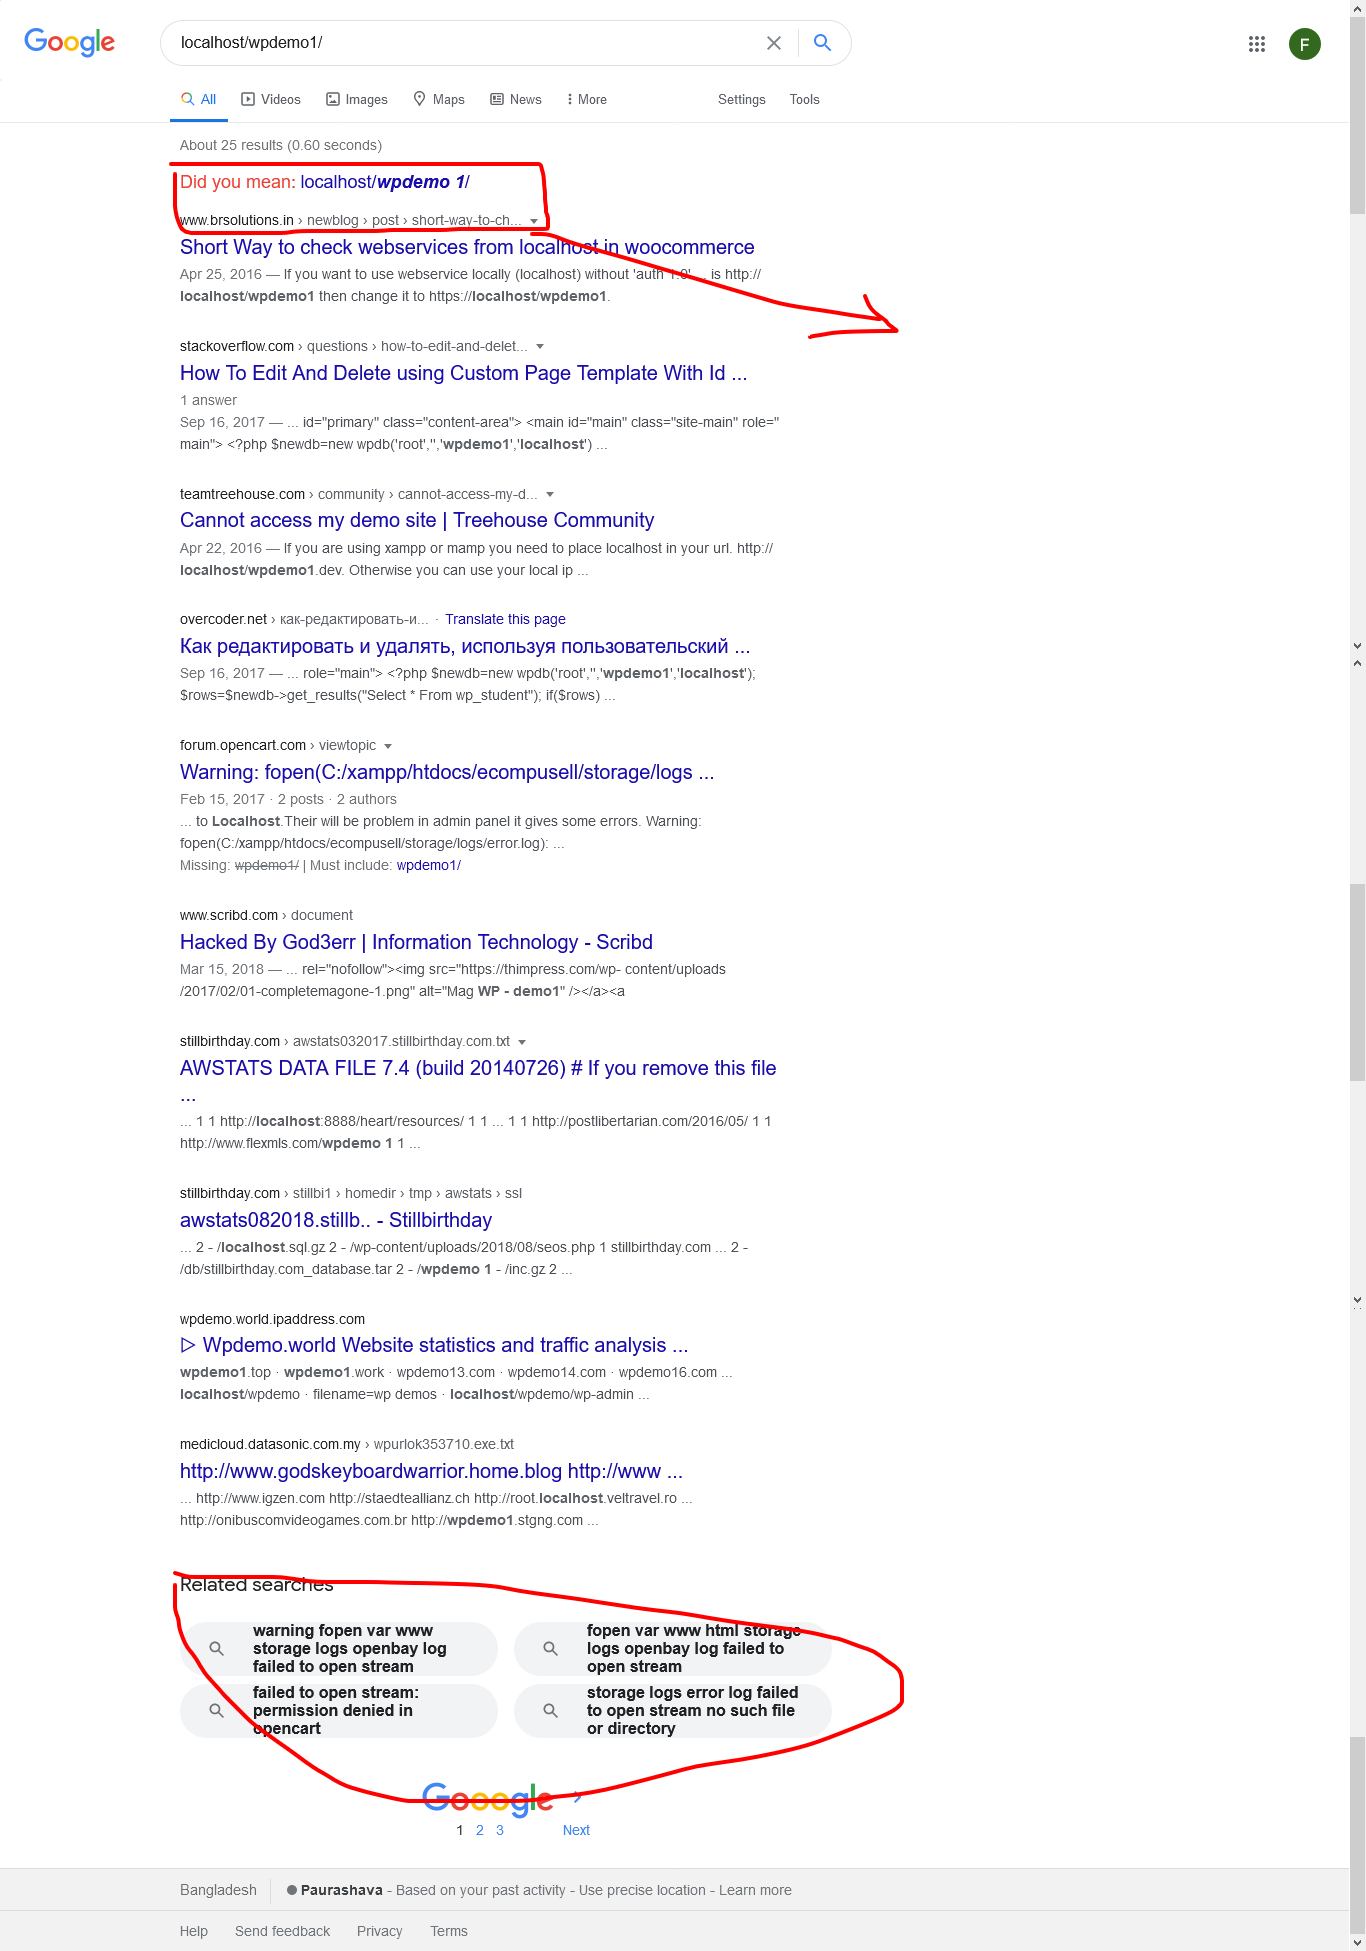 Google
localhost/wpdemo1/
F
All Videos Images Maps News More Settings Tools
About 25 results (0.60 seconds)
Did you mean: localhost/wpdemo 1/
www.brsolutions.in › newblog › post › short-way-to-ch...
Short Way to check webservices from localhost in woocommerce
Apr 25, 2016 — If you want to use webservice locally (localhost) without 'auth 1.0' ... is http://
localhost/wpdemo1 then change it to https://localhost/wpdemo1.
stackoverflow.com › questions › how-to-edit-and-delet...
How To Edit And Delete using Custom Page Template With Id ...
1 answer
Sep 16, 2017 — ... id="primary" class="content-area"> <main id="main" class="site-main" role="
main"> <?php $newdb=new wpdb('root','','wpdemo1','localhost') ...
teamtreehouse.com › community › cannot-access-my-d...
Cannot access my demo site | Treehouse Community
Apr 22, 2016 — If you are using xampp or mamp you need to place localhost in your url. http://
localhost/wpdemo1.dev. Otherwise you can use your local ip ...
overcoder.net › как-редактировать-и... · Translate this page
Как редактировать и удалять, используя пользовательский ...
Sep 16, 2017 — ... role="main"> <?php $newdb=new wpdb('root','','wpdemo1','localhost');
$rows=$newdb->get_results("Select * From wp_student"); if($rows) ...
forum.opencart.com › viewtopic
Warning: fopen(C:/xampp/htdocs/ecompusell/storage/logs ...
Feb 15, 2017 · 2 posts · 2 authors
... to Localhost.Their will be problem in admin panel it gives some errors. Warning:
fopen(C:/xampp/htdocs/ecompusell/storage/logs/error.log): ...
Missing: wpdemo1/ | Must include: wpdemo1/
www.scribd.com › document
Hacked By God3err | Information Technology - Scribd
Mar 15, 2018 — ... rel="nofollow"><img src="https://thimpress.com/wp- content/uploads
/2017/02/01-completemagone-1.png" alt="Mag WP - demo1" /></a><a
stillbirthday.com › awstats032017.stillbirthday.com.txt
AWSTATS DATA FILE 7.4 (build 20140726) # If you remove this file
...
... 1 1 http://localhost:8888/heart/resources/ 1 1 ... 1 1 http://postlibertarian.com/2016/05/ 1 1
http://www.flexmls.com/wpdemo 1 1 ...
stillbirthday.com › stillbi1 › homedir › tmp › awstats › ssl
awstats082018.stillb.. - Stillbirthday
... 2 - /localhost.sql.gz 2 - /wp-content/uploads/2018/08/seos.php 1 stillbirthday.com ... 2 -
/db/stillbirthday.com_database.tar 2 - /wpdemo 1 - /inc.gz 2 ...
wpdemo.world.ipaddress.com
▷ Wpdemo.world Website statistics and traffic analysis ...
wpdemo1.top · wpdemo1.work · wpdemo13.com · wpdemo14.com · wpdemo16.com ...
localhost/wpdemo · filename=wp demos · localhost/wpdemo/wp-admin ...
medicloud.datasonic.com.my › wpurlok353710.exe.txt
http://www.godskeyboardwarrior.home.blog http://www ...
... http://www.igzen.com http://staedteallianz.ch http://root.localhost.veltravel.ro ...
http://onibuscomvideogames.com.br http://wpdemo1.stgng.com ...
Related searches
warning fopen var www
storage logs openbay log
failed to open stream
fopen var www html storage
logs openbay log failed to
open stream
failed to open stream:
permission denied in
opencart
storage logs error log failed
to open stream no such file
or directory
Gooogle
1 2 3 Next
Bangladesh Paurashava - Based on your past activity - Use precise location - Learn more
Help Send feedback Privacy Terms